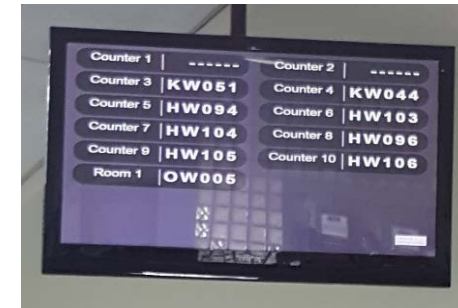 Counter 1 | ------ Counter 2 | ------
Counter 3 | KW051 Counter 4 | KW044
Counter 5 | HW094 Counter 6 | HW103
Counter 7 | HW104 Counter 8 | HW096
Counter 9 | HW105 Counter 10 | HW106
Room 1 | OW005